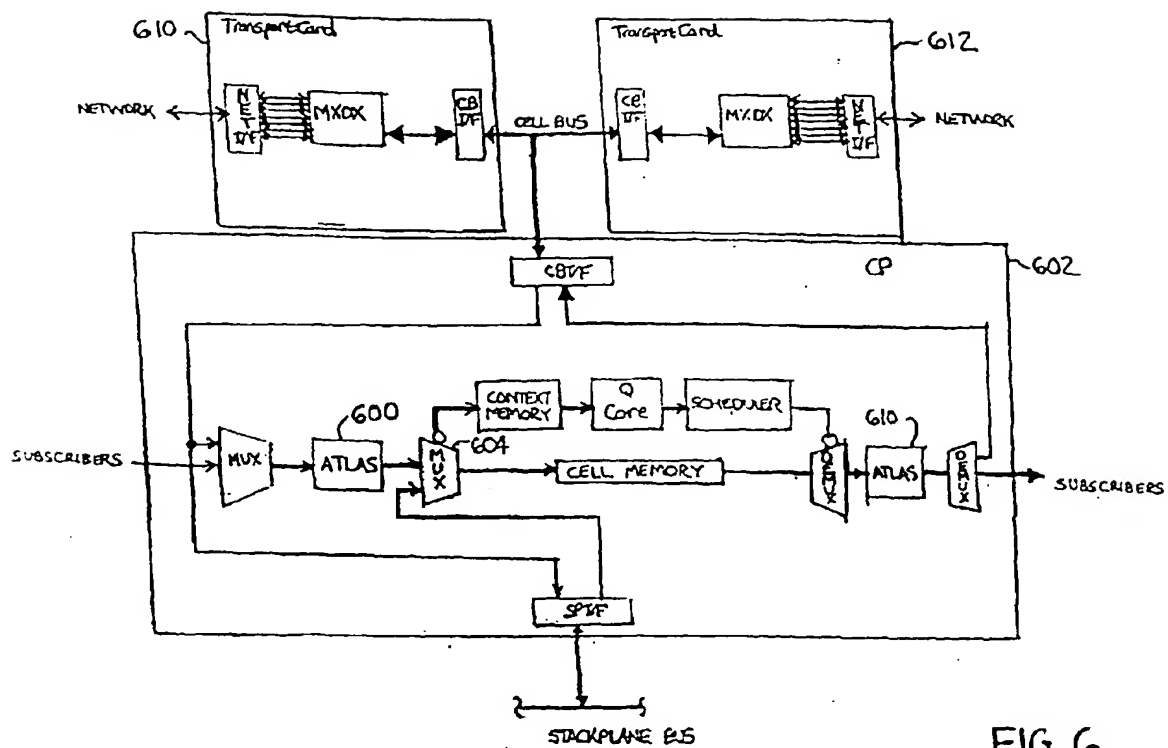 610
Transport Card
Transport Card
612
NETWORK
NET I/F
MXDX
CB I/F
CELL BUS
CB I/F
MXDX
NET I/F
NETWORK
CBI/F
CP
602
CONTEXT MEMORY
Q Core
SCHEDULER
600
604
610
SUBSCRIBERS
MUX
ATLAS
MUX
CELL MEMORY
DEMUX
ATLAS
DEMUX
SUBSCRIBERS
SPI/F
STACKPLANE BUS
FIG. 6